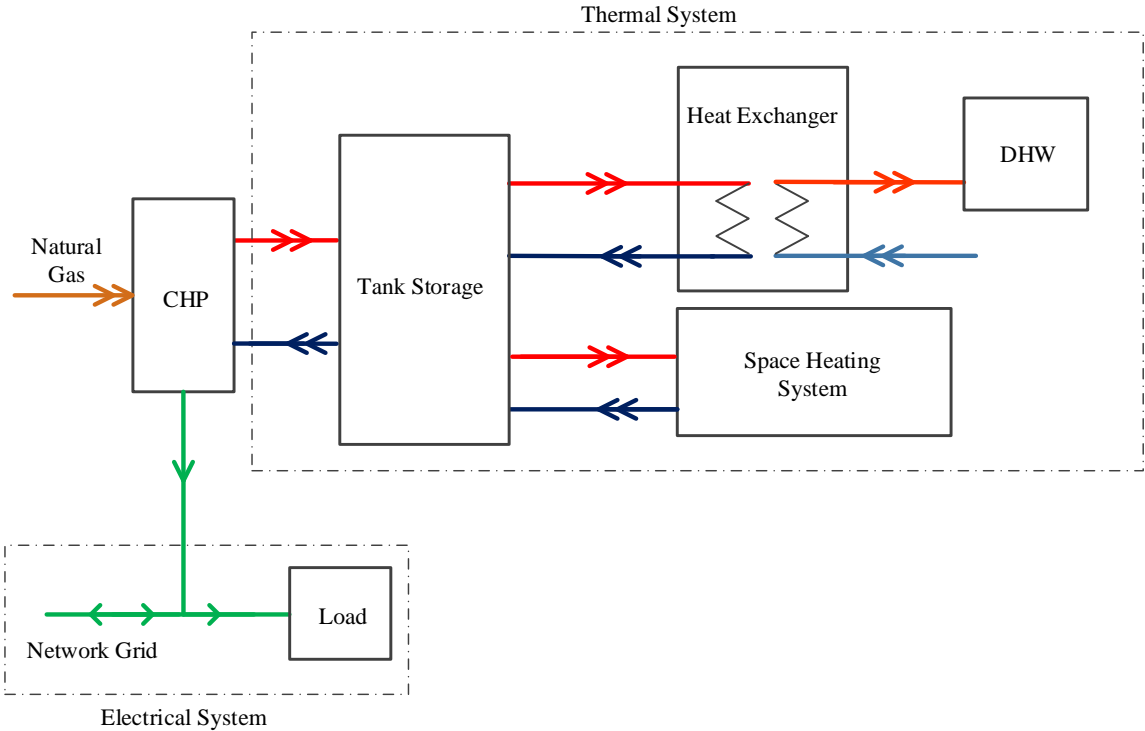 Thermal System
Heat Exchanger
DHW
Natural
Gas
CHP
Tank Storage
Space Heating
System
Load
Network Grid
Electrical System